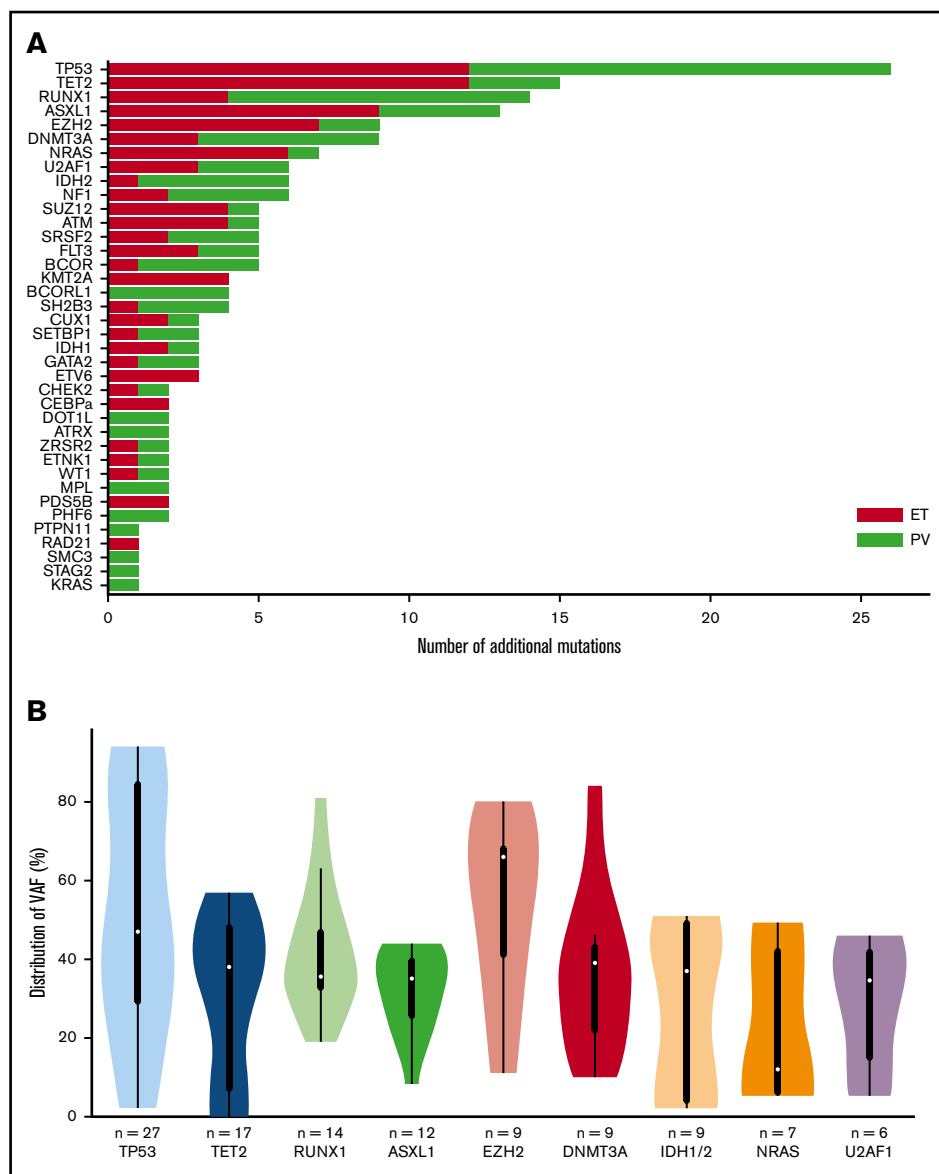 A
TP53
TET2
RUNX1
ASXL1
EZH2
DNMT3A
NRAS
U2AF1
IDH2
NF1
SUZ12
ATM
SRSF2
FLT3
BCOR
KMT2A
BCORL1
SH2B3
CUX1
SETBP1
IDH1
GATA2
ETV6
CHEK2
CEBPa
DOT1L
ATRX
ZRSR2
ETNK1
WT1
MPL
PDS5B
PHF6
PTPN11
RAD21
SMC3
STAG2
KRAS
ET
PV
0 5 10 15 20 25
Number of additional mutations
B
Distribution of VAF (%)
80
60
40
20
0
n = 27 n = 17 n = 14 n = 12 n = 9 n = 9 n = 9 n = 7 n = 6
TP53 TET2 RUNX1 ASXL1 EZH2 DNMT3A IDH1/2 NRAS U2AF1